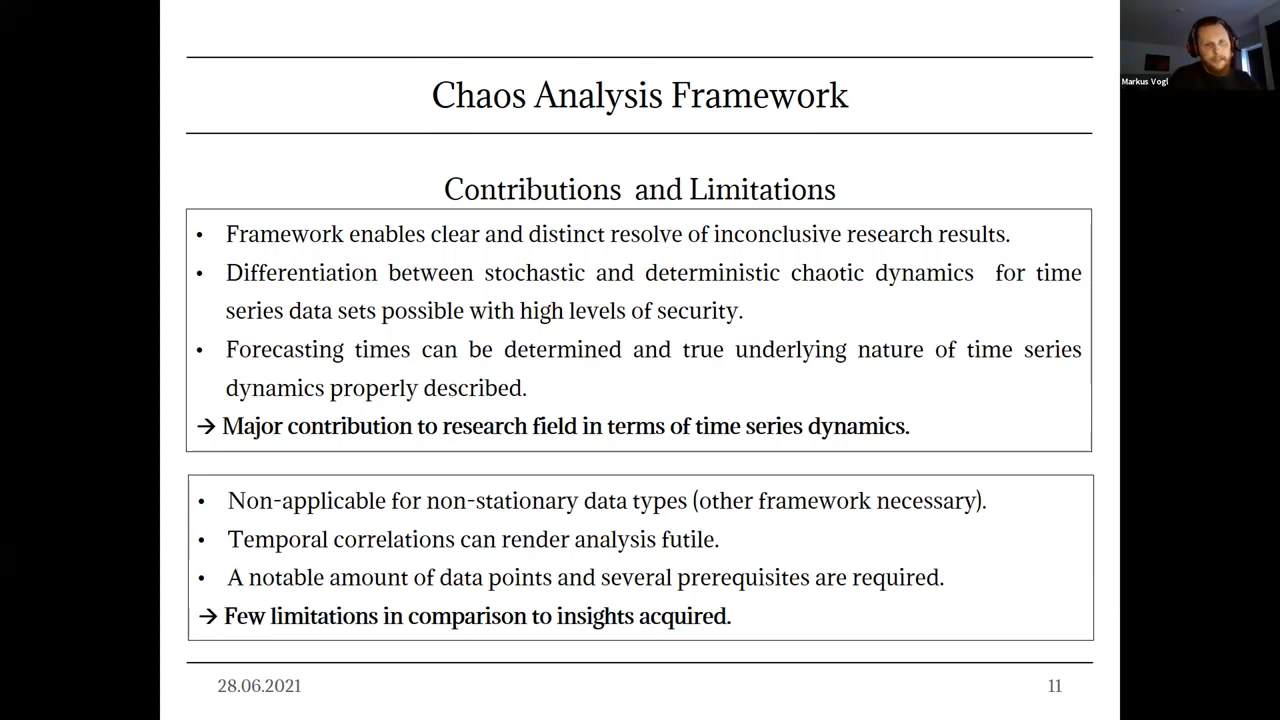 Chaos Analysis Framework
Markus Vogl
Contributions and Limitations
• Framework enables clear and distinct resolve of inconclusive research results.
• Differentiation between stochastic and deterministic chaotic dynamics for time
series data sets possible with high levels of security.
• Forecasting times can be determined and true underlying nature of time series
dynamics properly described.
→ Major contribution to research field in terms of time series dynamics.
• Non-applicable for non-stationary data types (other framework necessary).
• Temporal correlations can render analysis futile.
• A notable amount of data points and several prerequisites are required.
→ Few limitations in comparison to insights acquired.
28.06.2021
11